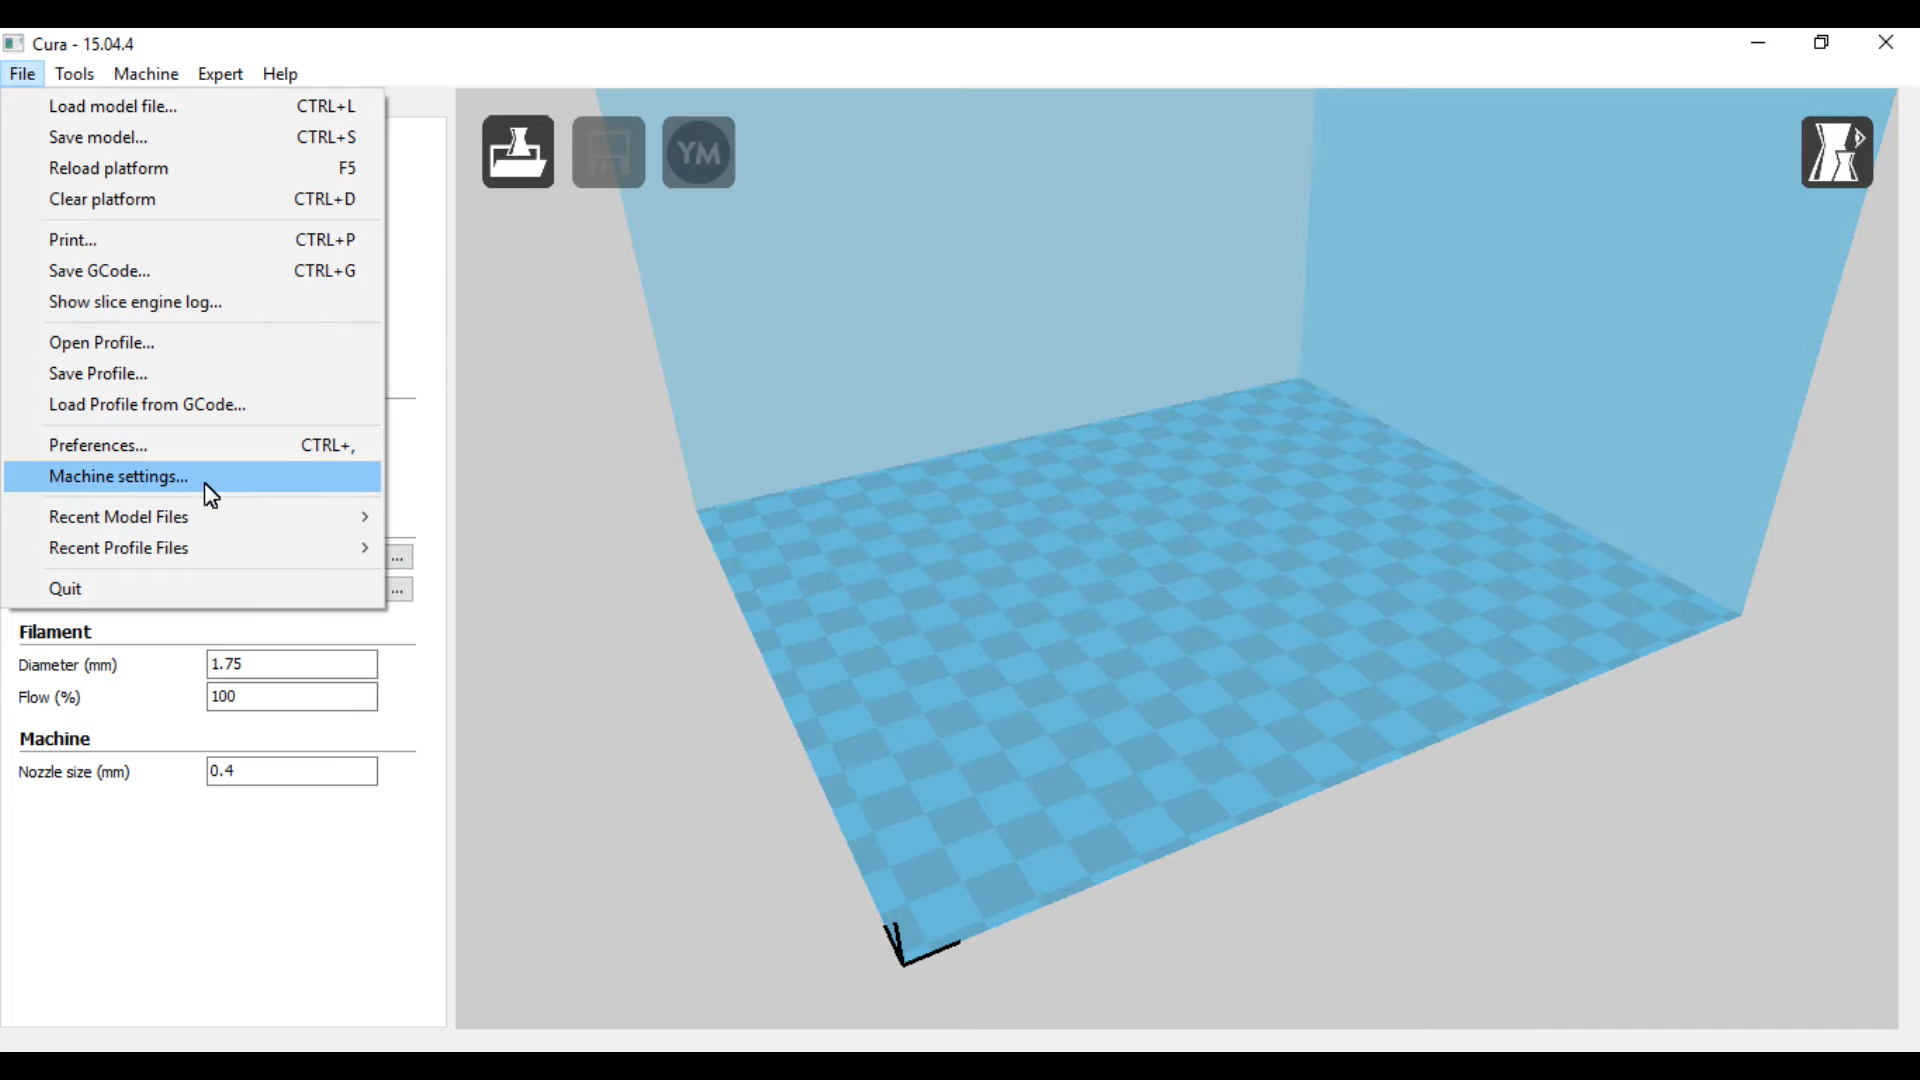 Cura - 15.04.4
File Tools Machine Expert Help
Load model file... CTRL+L
Save model... CTRL+S
Reload platform F5
Clear platform CTRL+D
Print... CTRL+P
Save GCode... CTRL+G
Show slice engine log...
Open Profile...
Save Profile...
Load Profile from GCode...
Preferences... CTRL+,
Machine settings...
Recent Model Files
Recent Profile Files
...
Quit
...
Filament
Diameter (mm) 1.75
Flow (%) 100
Machine
Nozzle size (mm) 0.4
YM